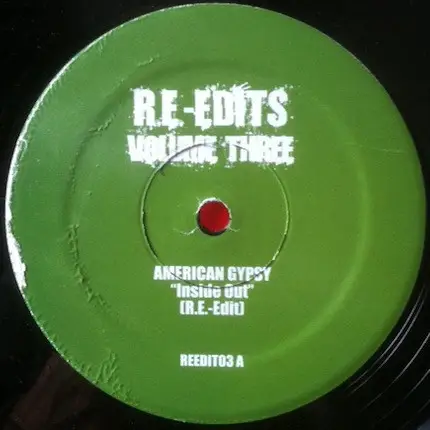 R.E.-EDITS
VOLUME THREE
AMERICAN GYPSY
"Inside Out"
(R.E.-Edit)
REEDIT03 A